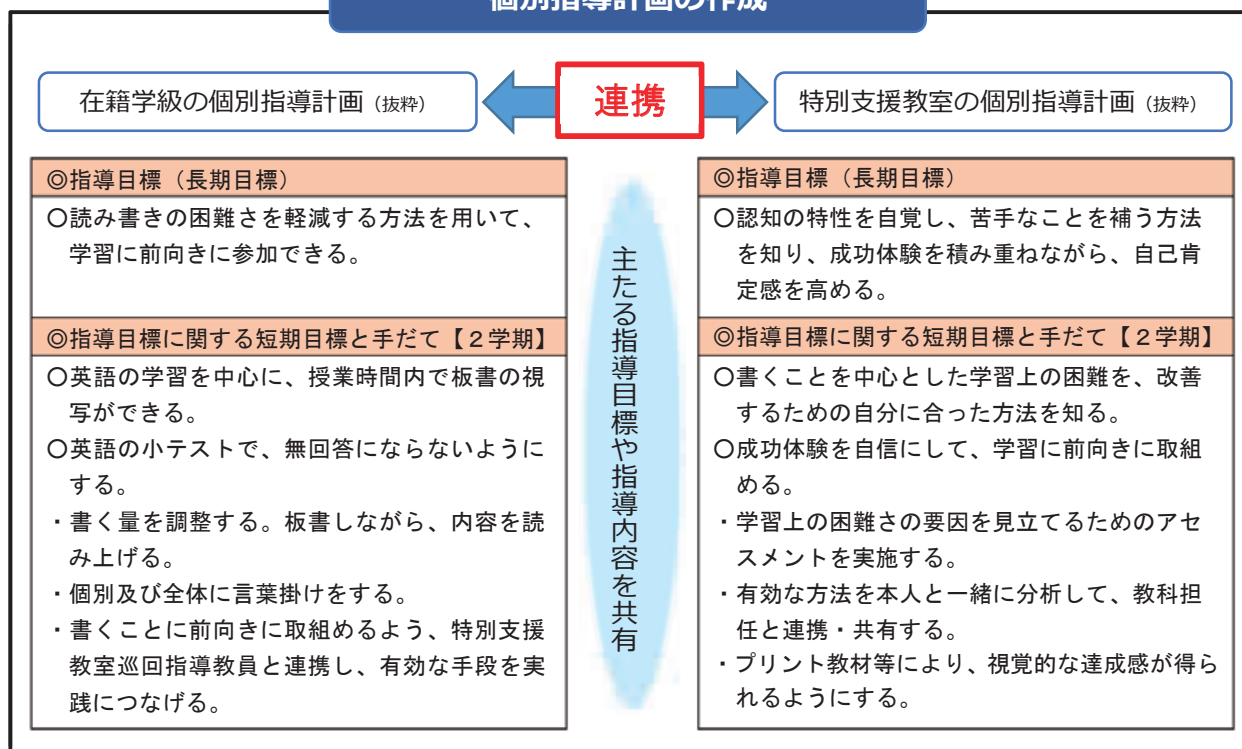 個別指導計画の作成
在籍学級の個別指導計画（抜粋）
連携
特別支援教室の個別指導計画（抜粋）
◎指導目標（長期目標）
〇読み書きの困難さを軽減する方法を用いて、
学習に前向きに参加できる。
◎指導目標に関する短期目標と手だて【２学期】
〇英語の学習を中心に、授業時間内で板書の視
写ができる。
〇英語の小テストで、無回答にならないように
する。
・書く量を調整する。板書しながら、内容を読
み上げる。
・個別及び全体に言葉掛けをする。
・書くことに前向きに取組めるよう、特別支援
教室巡回指導教員と連携し、有効な手段を実
践につなげる。
主たる指導目標や指導内容を共有
◎指導目標（長期目標）
〇認知の特性を自覚し、苦手なことを補う方法
を知り、成功体験を積み重ねながら、自己肯
定感を高める。
◎指導目標に関する短期目標と手だて【２学期】
〇書くことを中心とした学習上の困難を、改善
するための自分に合った方法を知る。
〇成功体験を自信にして、学習に前向きに取組
める。
・学習上の困難さの要因を見立てるためのアセ
スメントを実施する。
・有効な方法を本人と一緒に分析して、教科担
任と連携・共有する。
・プリント教材等により、視覚的な達成感が得ら
れるようにする。